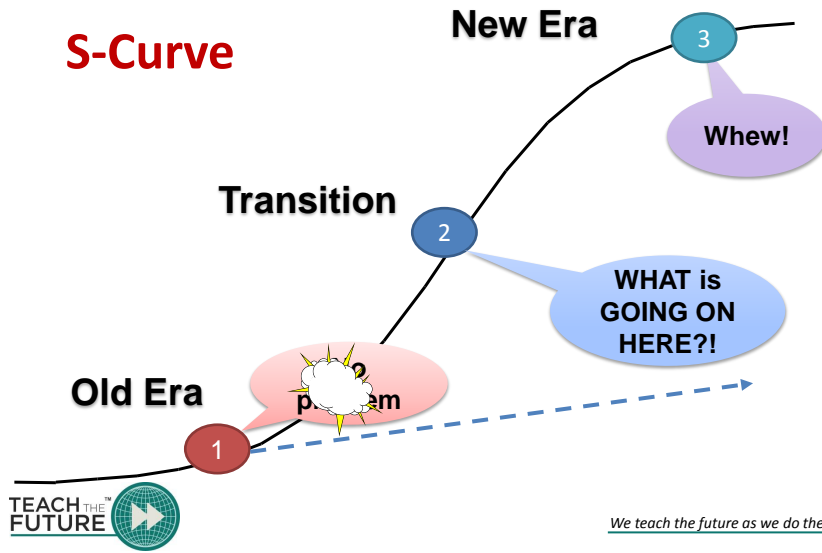 S-Curve
New Era
3
Whew!
Transition
2
WHAT is
GOING ON
HERE?!
Old Era
1
TEACH THE™
FUTURE
We teach the future as we do the